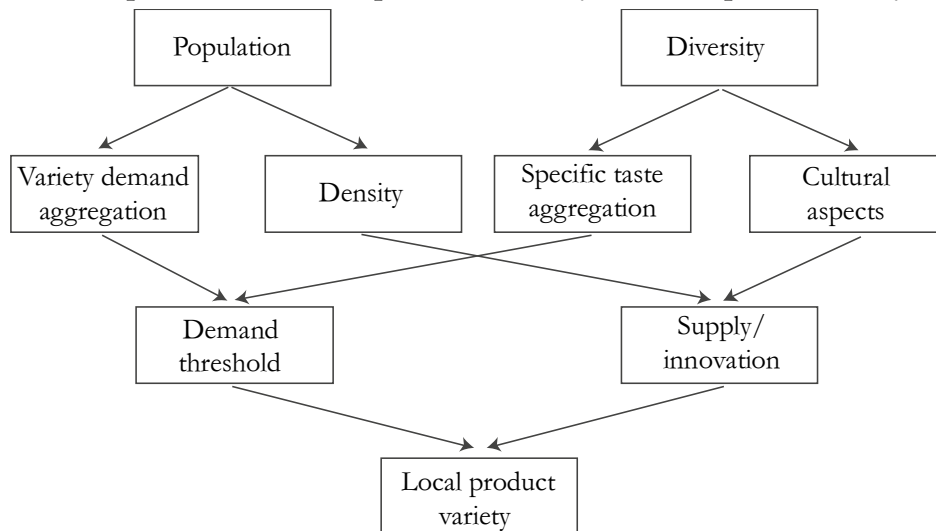 Population
Diversity
Variety demand
aggregation
Density
Specific taste
aggregation
Cultural
aspects
Demand
threshold
Supply/
innovation
Local product
variety